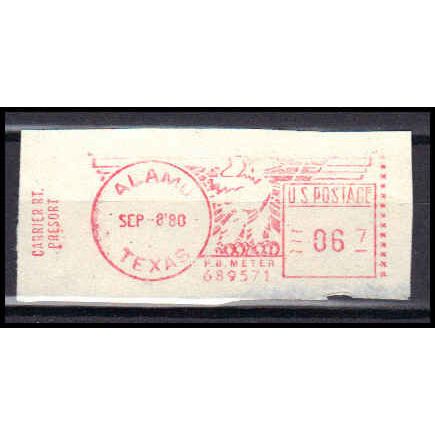 CARRIER RT.
PRESORT
ALAMO
SEP -8'80
TEXAS
P.B. METER
689571
U.S. POSTAGE
06 7